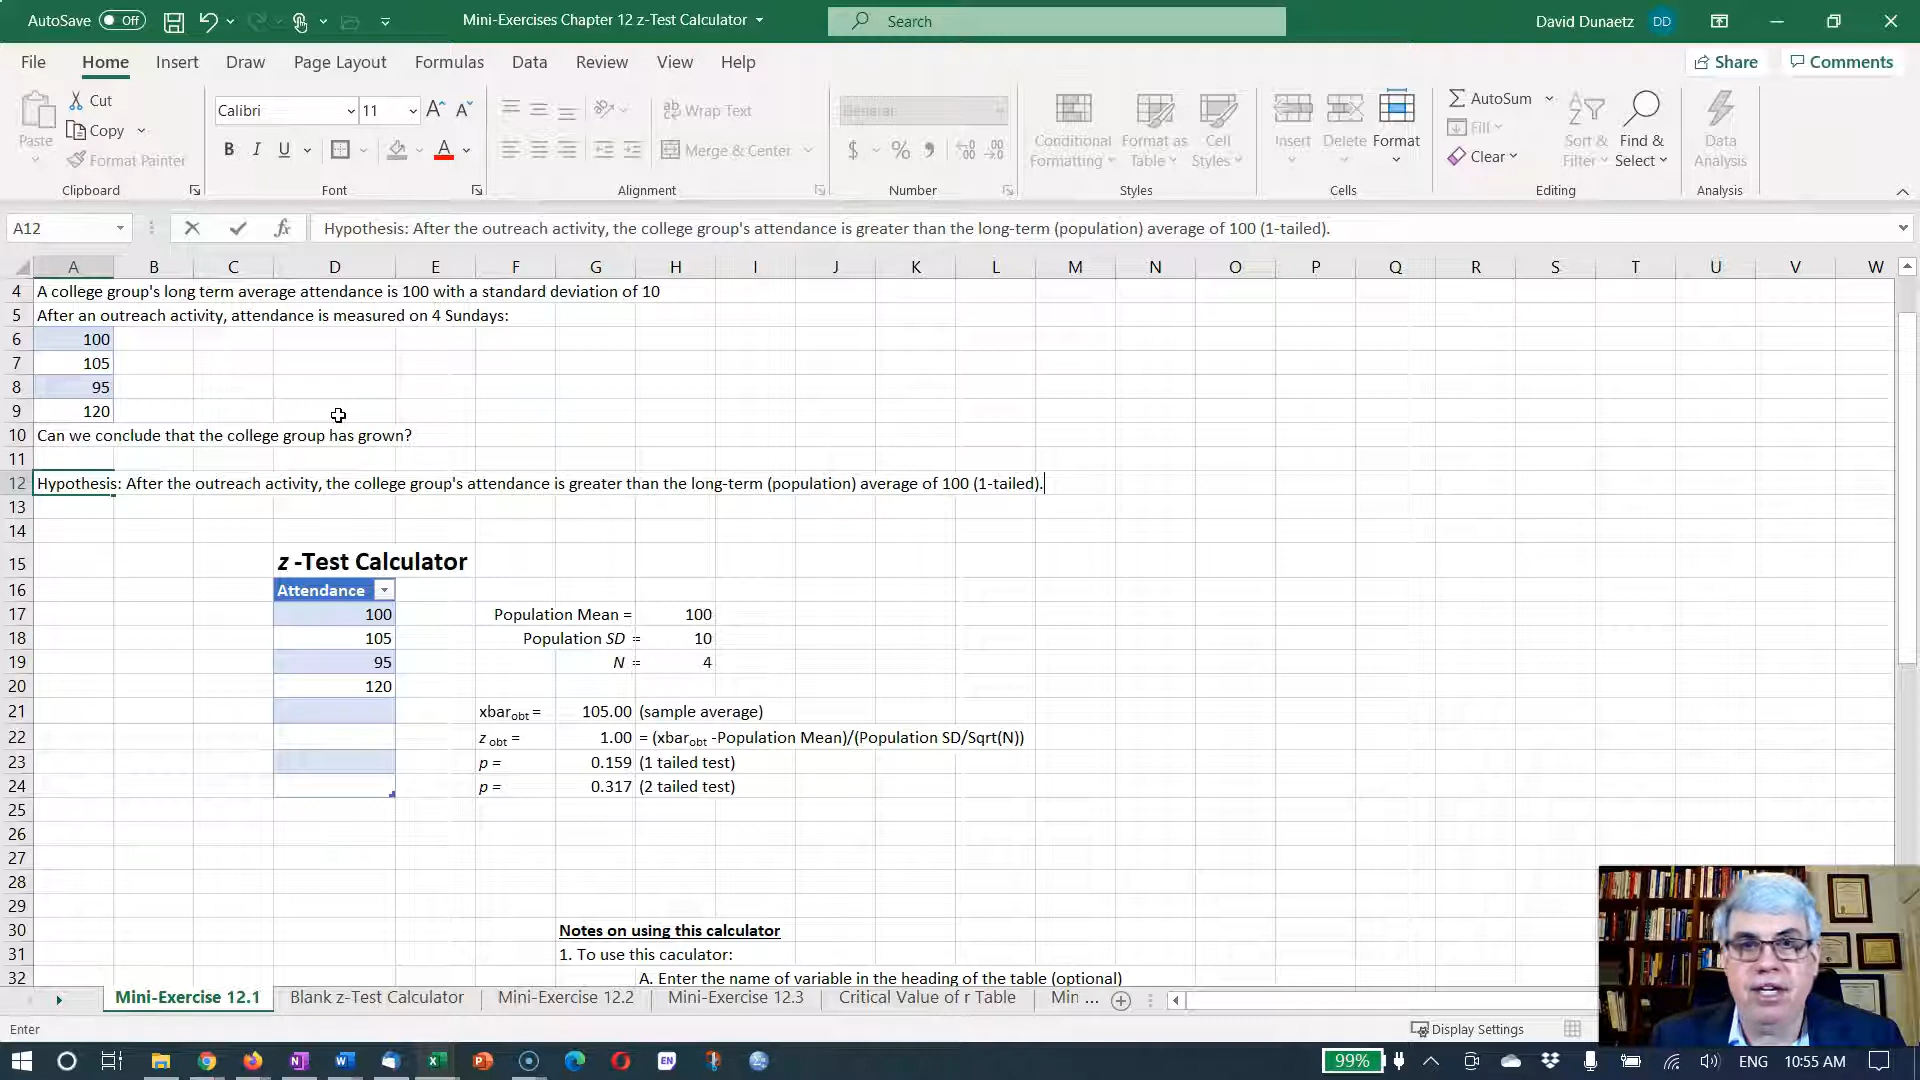 AutoSave Off
Mini-Exercises Chapter 12 z-Test Calculator
Search
David Dunaetz DD
File Home Insert Draw Page Layout Formulas Data Review View Help
Share Comments
Paste
Cut
Copy
Format Painter
Clipboard
Calibri 11
B I U
Font
Wrap Text
Merge & Center
Alignment
General
$ % 9
Number
Conditional Formatting
Format as Table
Cell Styles
Styles
Insert Delete Format
Cells
AutoSum
Fill
Clear
Sort & Filter
Find & Select
Editing
Data Analysis
Analysis
A12 fx Hypothesis: After the outreach activity, the college group's attendance is greater than the long-term (population) average of 100 (1-tailed).
A B C D E F G H I J K L M N O P Q R S T U V W
4 A college group's long term average attendance is 100 with a standard deviation of 10
5 After an outreach activity, attendance is measured on 4 Sundays:
6 100
7 105
8 95
9 120
10 Can we conclude that the college group has grown?
11
12 Hypothesis: After the outreach activity, the college group's attendance is greater than the long-term (population) average of 100 (1-tailed).
13
14
15 z -Test Calculator
16 Attendance
17 100 Population Mean = 100
18 105 Population SD = 10
19 95 N = 4
20 120
21 xbarobt = 105.00 (sample average)
22 z obt = 1.00 = (xbarobt -Population Mean)/(Population SD/Sqrt(N))
23 p = 0.159 (1 tailed test)
24 p = 0.317 (2 tailed test)
25
26
27
28
29
30 Notes on using this calculator
31 1. To use this caculator:
32 A. Enter the name of variable in the heading of the table (optional)
Mini-Exercise 12.1 Blank z-Test Calculator Mini-Exercise 12.2 Mini-Exercise 12.3 Critical Value of r Table Min ...
Enter
Display Settings
EN
99%
ENG 10:55 AM